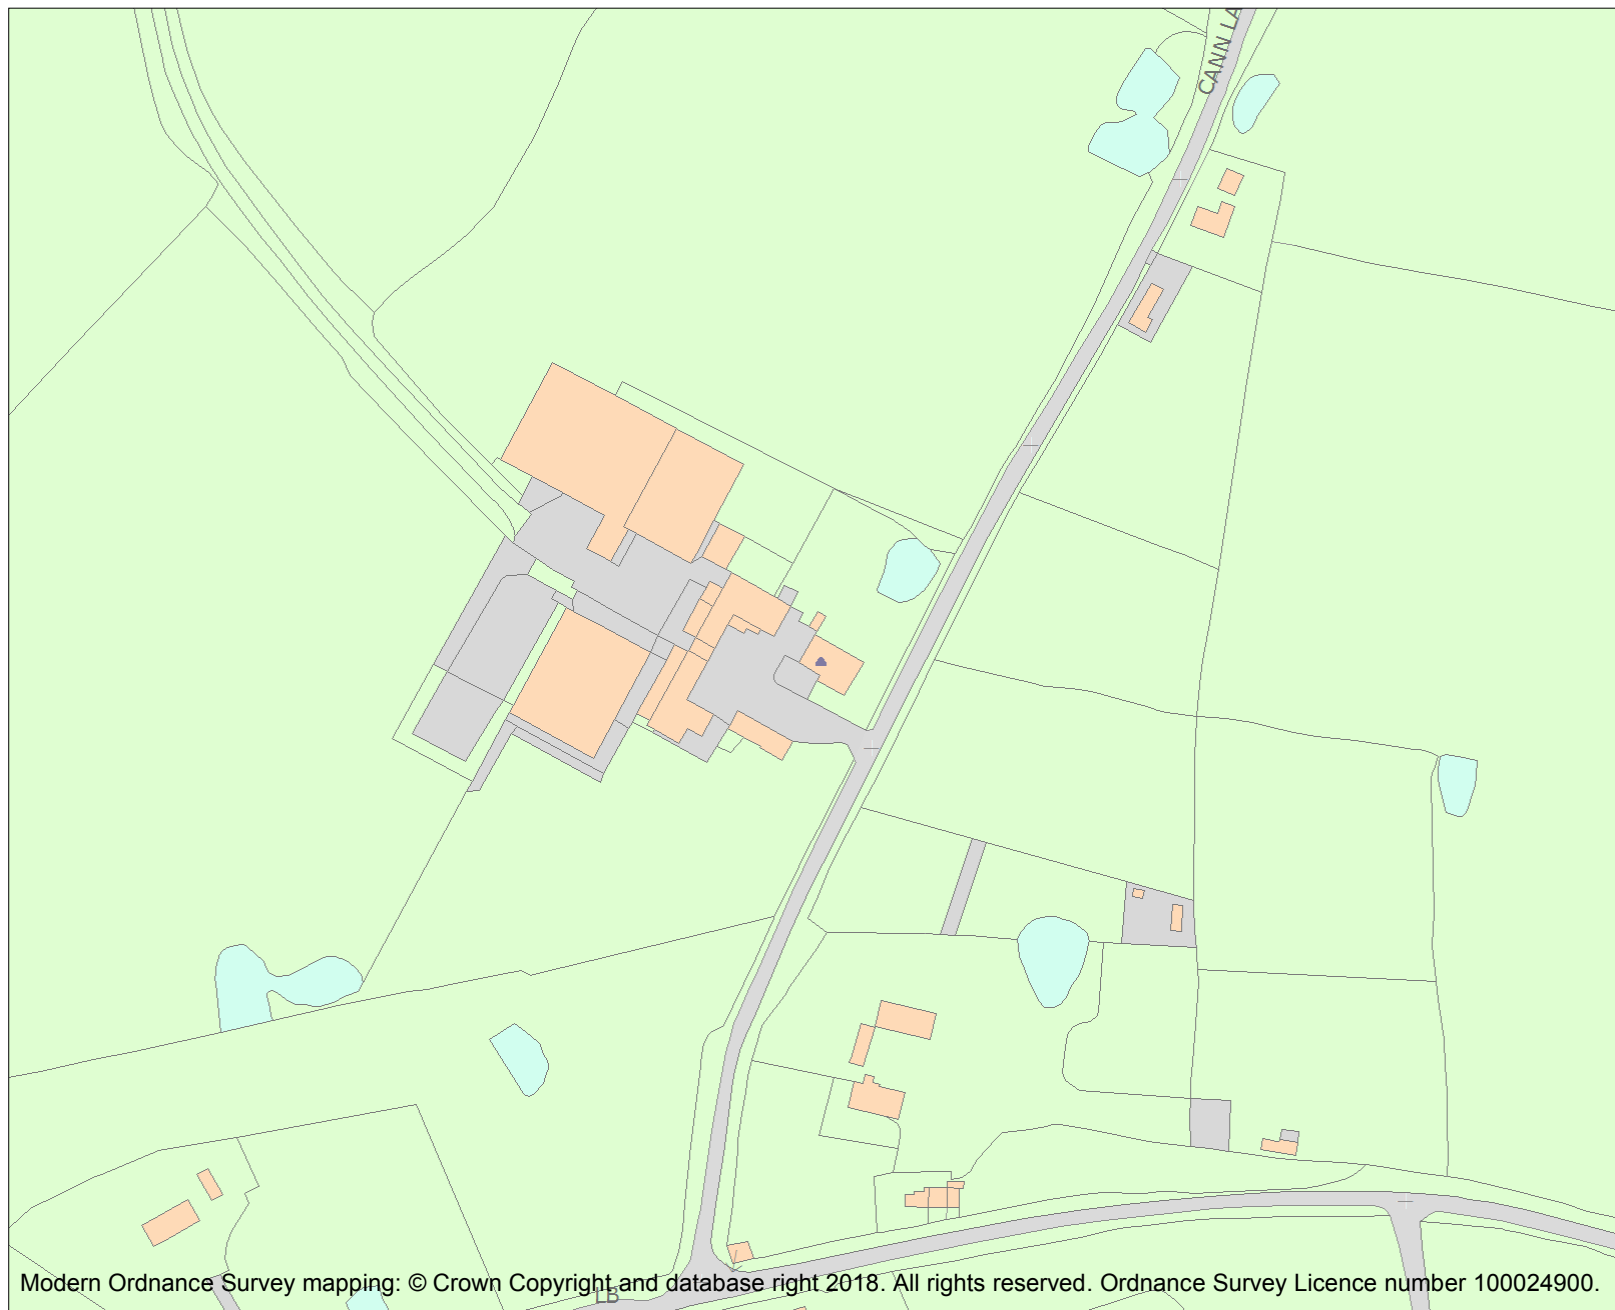 CANN LA
LB
Modern Ordnance Survey mapping: © Crown Copyright and database right 2018. All rights reserved. Ordnance Survey Licence number 100024900.